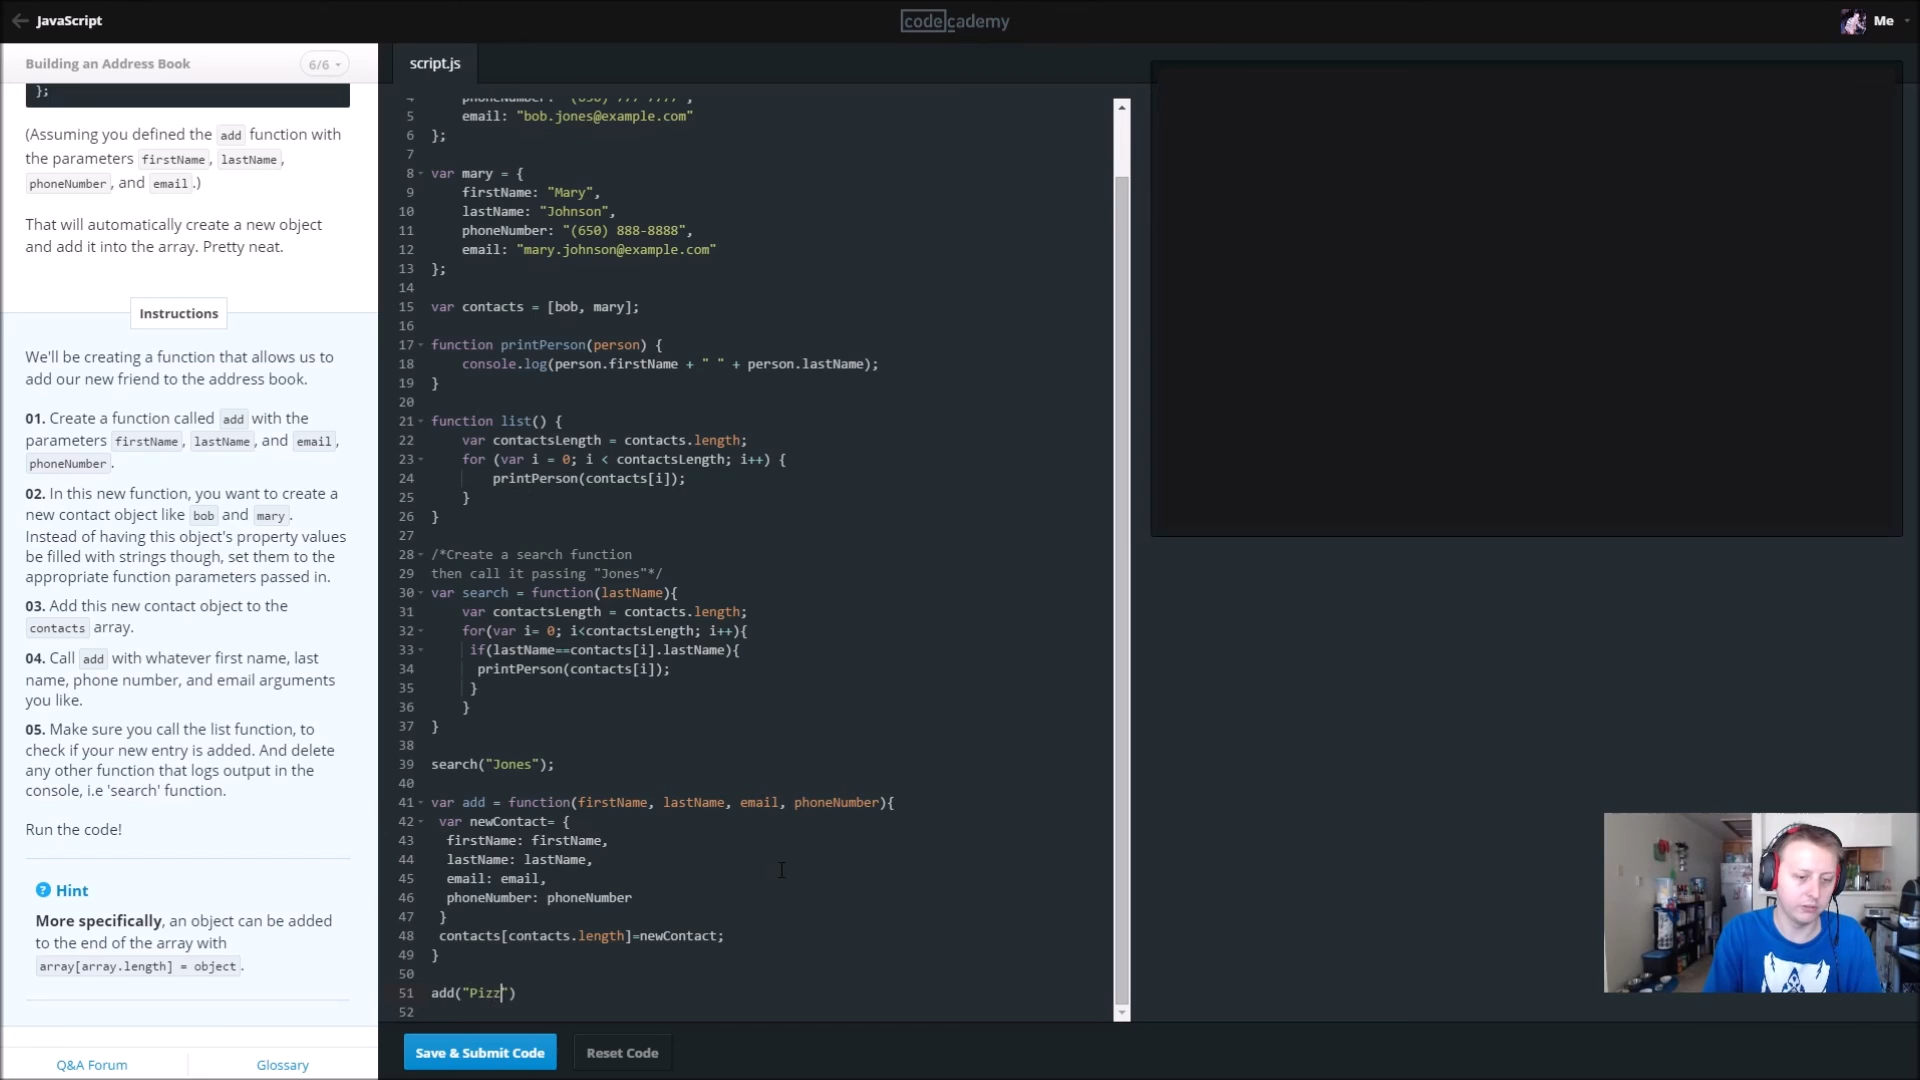 JavaScript
codecademy
Me
Building an Address Book
6/6
};
(Assuming you defined the add function with
the parameters firstName, lastName,
phoneNumber, and email.)
That will automatically create a new object
and add it into the array. Pretty neat.
Instructions
We'll be creating a function that allows us to
add our new friend to the address book.
01. Create a function called add with the
parameters firstName, lastName, and email,
phoneNumber.
02. In this new function, you want to create a
new contact object like bob and mary.
Instead of having this object's property values
be filled with strings though, set them to the
appropriate function parameters passed in.
03. Add this new contact object to the
contacts array.
04. Call add with whatever first name, last
name, phone number, and email arguments
you like.
05. Make sure you call the list function, to
check if your new entry is added. And delete
any other function that logs output in the
console, i.e 'search' function.
Run the code!
? Hint
More specifically, an object can be added
to the end of the array with
array[array.length] = object.
Q&A Forum
Glossary
script.js
4 phoneNumber: "(650) 777-7777",
5 email: "bob.jones@example.com"
6 };
7
8 var mary = {
9 firstName: "Mary",
10 lastName: "Johnson",
11 phoneNumber: "(650) 888-8888",
12 email: "mary.johnson@example.com"
13 };
14
15 var contacts = [bob, mary];
16
17 function printPerson(person) {
18 console.log(person.firstName + " " + person.lastName);
19 }
20
21 function list() {
22 var contactsLength = contacts.length;
23 for (var i = 0; i < contactsLength; i++) {
24 printPerson(contacts[i]);
25 }
26 }
27
28 /*Create a search function
29 then call it passing "Jones"*/
30 var search = function(lastName){
31 var contactsLength = contacts.length;
32 for(var i= 0; i<contactsLength; i++){
33 if(lastName==contacts[i].lastName){
34 printPerson(contacts[i]);
35 }
36 }
37 }
38
39 search("Jones");
40
41 var add = function(firstName, lastName, email, phoneNumber){
42 var newContact= {
43 firstName: firstName,
44 lastName: lastName,
45 email: email,
46 phoneNumber: phoneNumber
47 }
48 contacts[contacts.length]=newContact;
49 }
50
51 add("Pizz")
52
Save & Submit Code
Reset Code